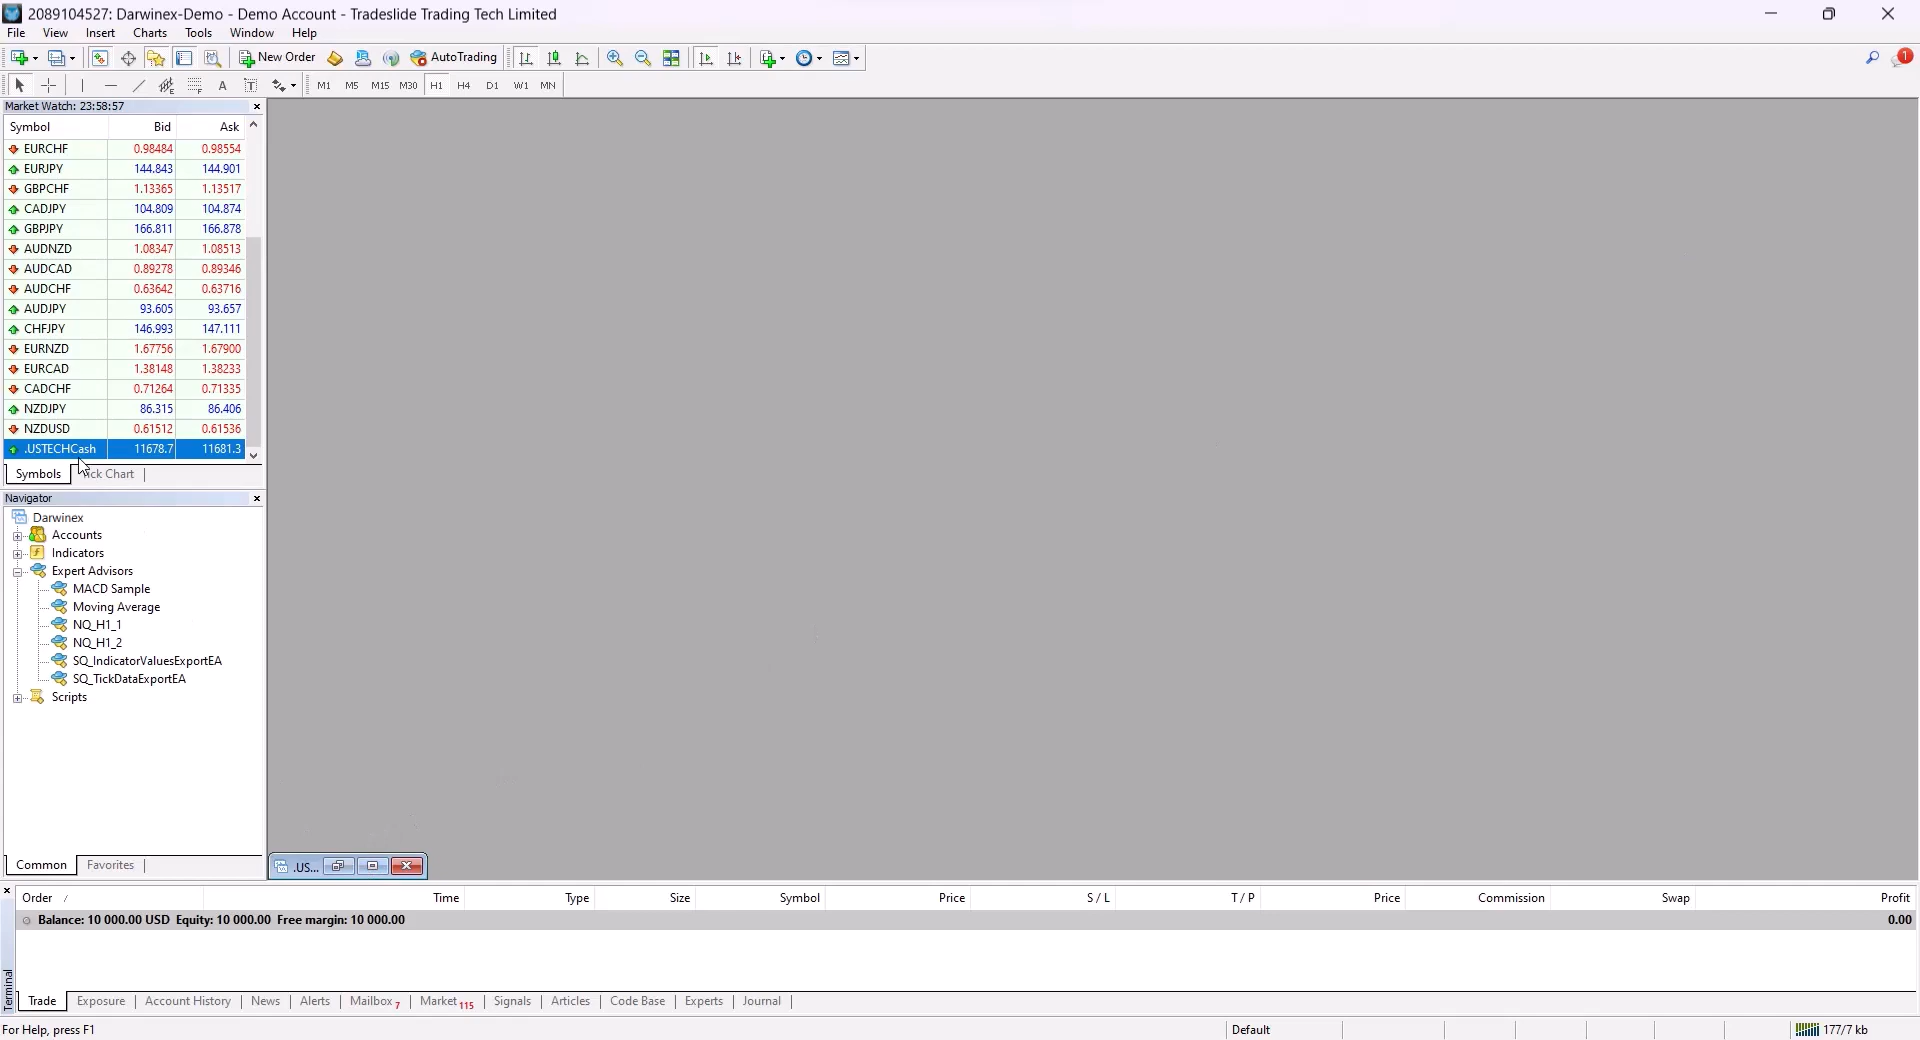 2089104527: Darwinex-Demo - Demo Account - Tradeslide Trading Tech Limited
File View Insert Charts Tools Window Help
New Order AutoTrading 1
A T M1 M5 M15 M30 H1 H4 D1 W1 MN
Market Watch: 23:58:57
Symbol Bid Ask
EURCHF 0.98484 0.98554
EURJPY 144.843 144.901
GBPCHF 1.13365 1.13517
CADJPY 104.809 104.874
GBPJPY 166.811 166.878
AUDNZD 1.08347 1.08513
AUDCAD 0.89278 0.89346
AUDCHF 0.63642 0.63716
AUDJPY 93.605 93.657
CHFJPY 146.993 147.111
EURNZD 1.67756 1.67900
EURCAD 1.38148 1.38233
CADCHF 0.71264 0.71335
NZDJPY 86.315 86.406
NZDUSD 0.61512 0.61536
.USTECHCash 11678.7 11681.3
Symbols Tick Chart
Navigator
Darwinex
Accounts
Indicators
Expert Advisors
MACD Sample
Moving Average
NQ_H1_1
NQ_H1_2
SQ_IndicatorValuesExportEA
SQ_TickDataExportEA
Scripts
Common Favorites
.US...
Order / Time Type Size Symbol Price S / L T / P Price Commission Swap Profit
Balance: 10 000.00 USD Equity: 10 000.00 Free margin: 10 000.00 0.00
Terminal
Trade Exposure Account History News Alerts Mailbox 7 Market 115 Signals Articles Code Base Experts Journal
For Help, press F1 Default 177/7 kb